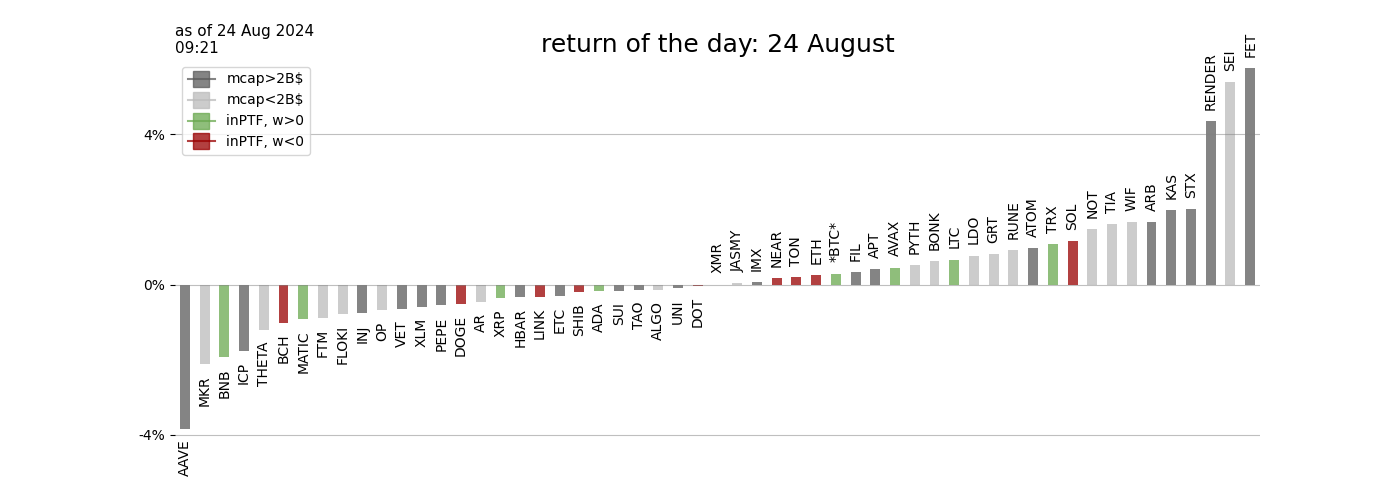 as of 24 Aug 2024
09:21
return of the day: 24 August
mcap>2B$
mcap<2B$
inPTF, w>0
inPTF, w<0
4%
0%
-4%
AAVE
MKR
BNB
ICP
THETA
BCH
MATIC
FTM
FLOKI
INJ
OP
VET
XLM
PEPE
DOGE
AR
XRP
HBAR
LINK
ETC
SHIB
ADA
SUI
TAO
ALGO
UNI
DOT
XMR
JASMY
IMX
NEAR
TON
ETH
*BTC*
FIL
APT
AVAX
PYTH
BONK
LTC
LDO
GRT
RUNE
ATOM
TRX
SOL
NOT
TIA
WIF
ARB
KAS
STX
RENDER
SEI
FET